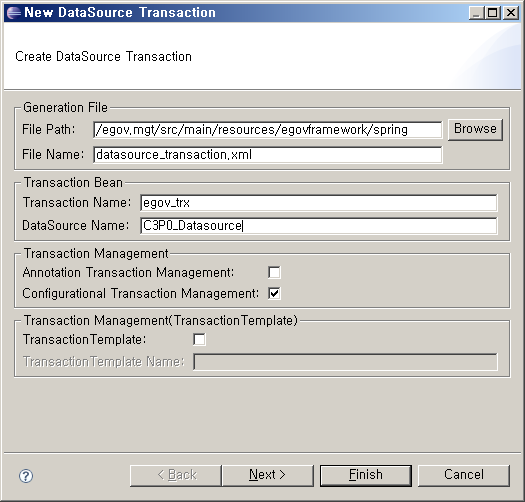 New DataSource Transaction
Create DataSource Transaction
Generation File
File Path: /egov.mgt/src/main/resources/egovframework/spring Browse
File Name: datasource_transaction.xml
Transaction Bean
Transaction Name: egov_trx
DataSource Name: C3P0_Datasource
Transaction Management
Annotation Transaction Management:
Configurational Transaction Management:
Transaction Management(TransactionTemplate)
TransactionTemplate:
TransactionTemplate Name:
? < Back Next > Finish Cancel